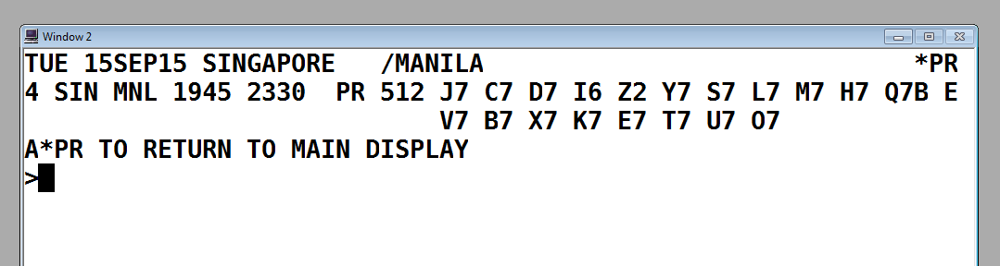 Window 2
TUE 15SEP15 SINGAPORE /MANILA *PR
4 SIN MNL 1945 2330 PR 512 J7 C7 D7 I6 Z2 Y7 S7 L7 M7 H7 Q7B E
V7 B7 X7 K7 E7 T7 U7 O7
A*PR TO RETURN TO MAIN DISPLAY
>